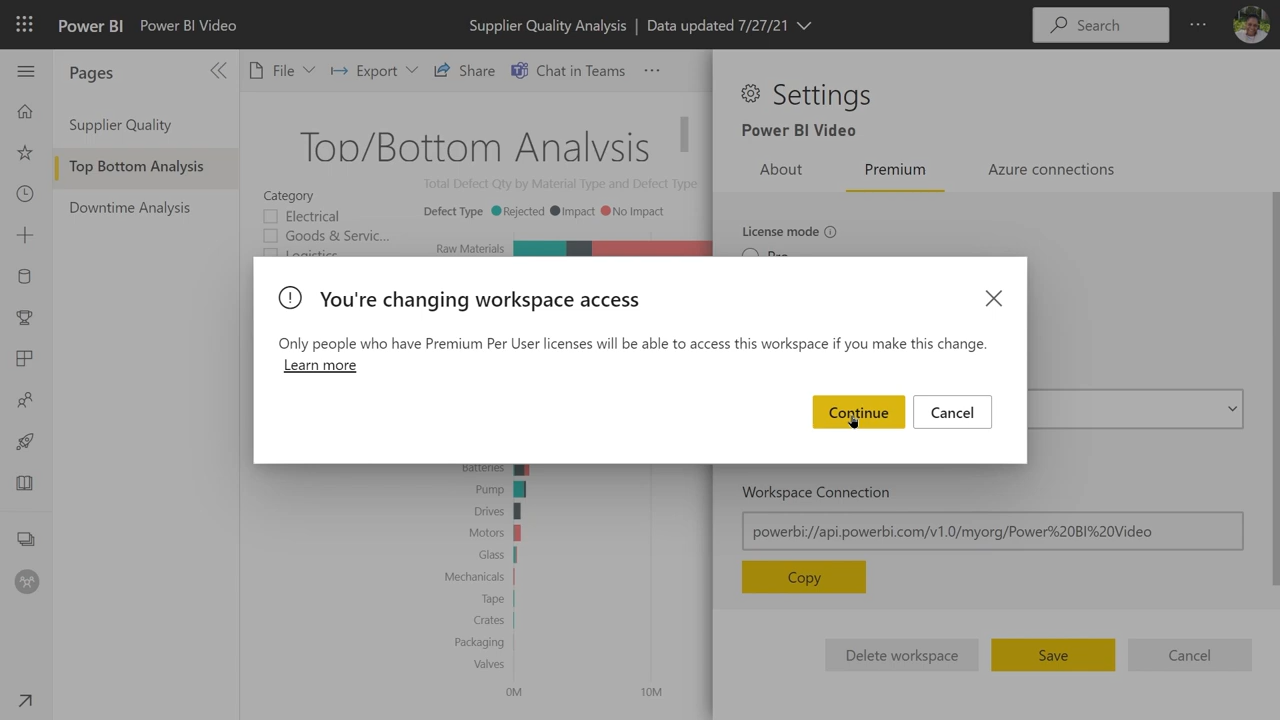 Power BI Power BI Video
Supplier Quality Analysis | Data updated 7/27/21
Search
Pages
Supplier Quality
Top Bottom Analysis
Downtime Analysis
File
Export
Share
Chat in Teams
Top/Bottom Analysis
Total Defect Qty by Material Type and Defect Type
Category
Electrical
Goods & Servic...
Logistics
Defect Type Rejected Impact No Impact
Raw Materials
Batteries
Pump
Drives
Motors
Glass
Mechanicals
Tape
Crates
Packaging
Valves
0M 10M
Settings
Power BI Video
About Premium Azure connections
License mode
Pro
You're changing workspace access
Only people who have Premium Per User licenses will be able to access this workspace if you make this change.
Learn more
Continue Cancel
Workspace Connection
powerbi://api.powerbi.com/v1.0/myorg/Power%20BI%20Video
Copy
Delete workspace Save Cancel